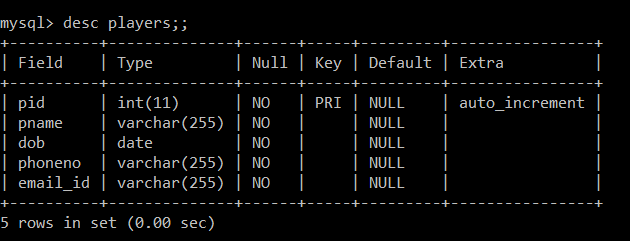 mysql> desc players;;
+----------+--------------+------+-----+---------+----------------+
| Field    | Type         | Null | Key | Default | Extra          |
+----------+--------------+------+-----+---------+----------------+
| pid      | int(11)      | NO   | PRI | NULL    | auto_increment |
| pname    | varchar(255) | NO   |     | NULL    |                |
| dob      | date         | NO   |     | NULL    |                |
| phoneno  | varchar(255) | NO   |     | NULL    |                |
| email_id | varchar(255) | NO   |     | NULL    |                |
+----------+--------------+------+-----+---------+----------------+
5 rows in set (0.00 sec)